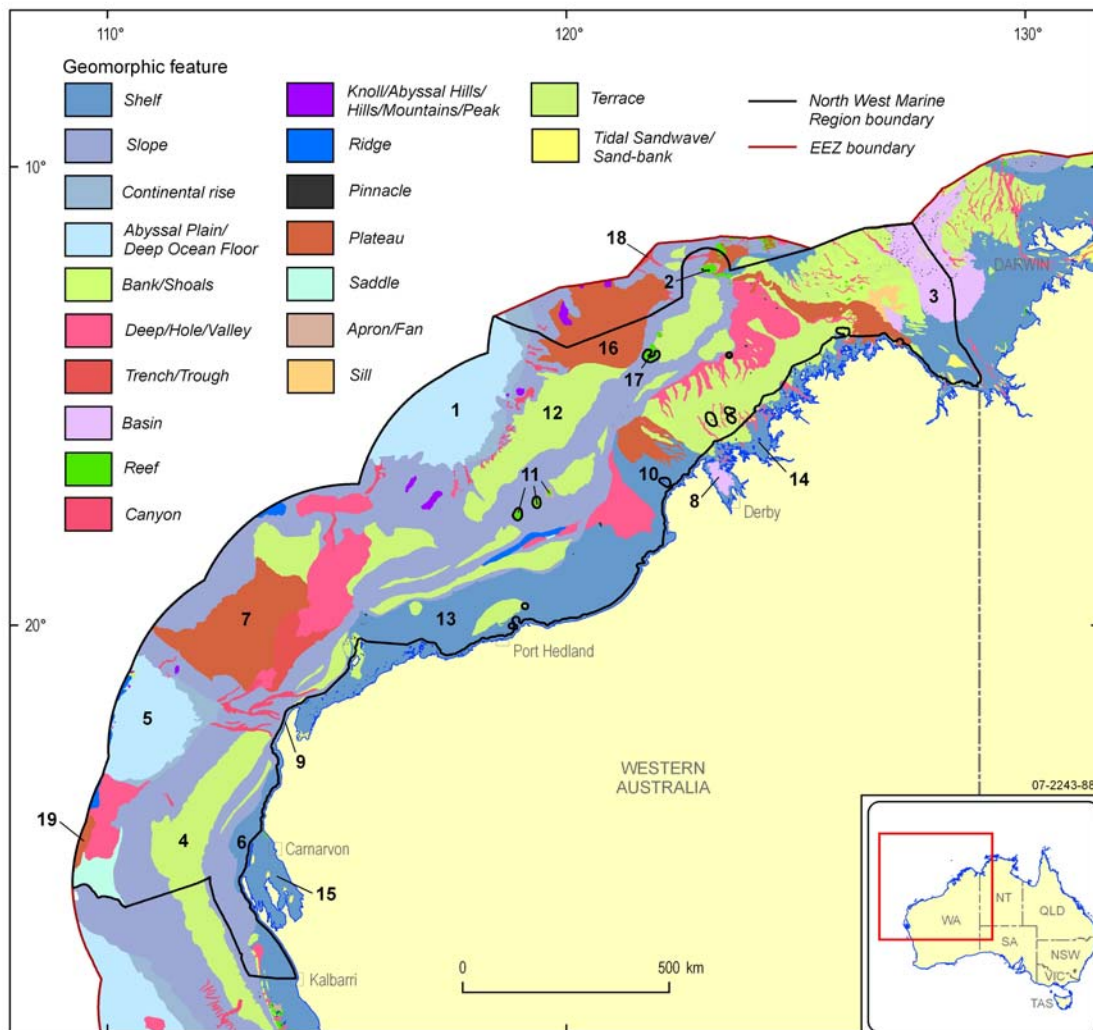 110°
120°
130°
Geomorphic feature
Shelf
Slope
Continental rise
Abyssal Plain/
Deep Ocean Floor
Bank/Shoals
Deep/Hole/Valley
Trench/Trough
Basin
Reef
Canyon
Knoll/Abyssal Hills/
Hills/Mountains/Peak
Ridge
Pinnacle
Plateau
Saddle
Apron/Fan
Sill
Terrace
Tidal Sandwave/
Sand-bank
North West Marine
Region boundary
EEZ boundary
10°
18
DARWIN
2
3
16
17
1
12
11
10
14
8
Derby
7
13
20°
Port Hedland
5
9
WESTERN
AUSTRALIA
07-2243-88
19
4
6
Carnarvon
15
Kalbarri
0
500 km
WA
NT
QLD
SA
NSW
VIC
TAS